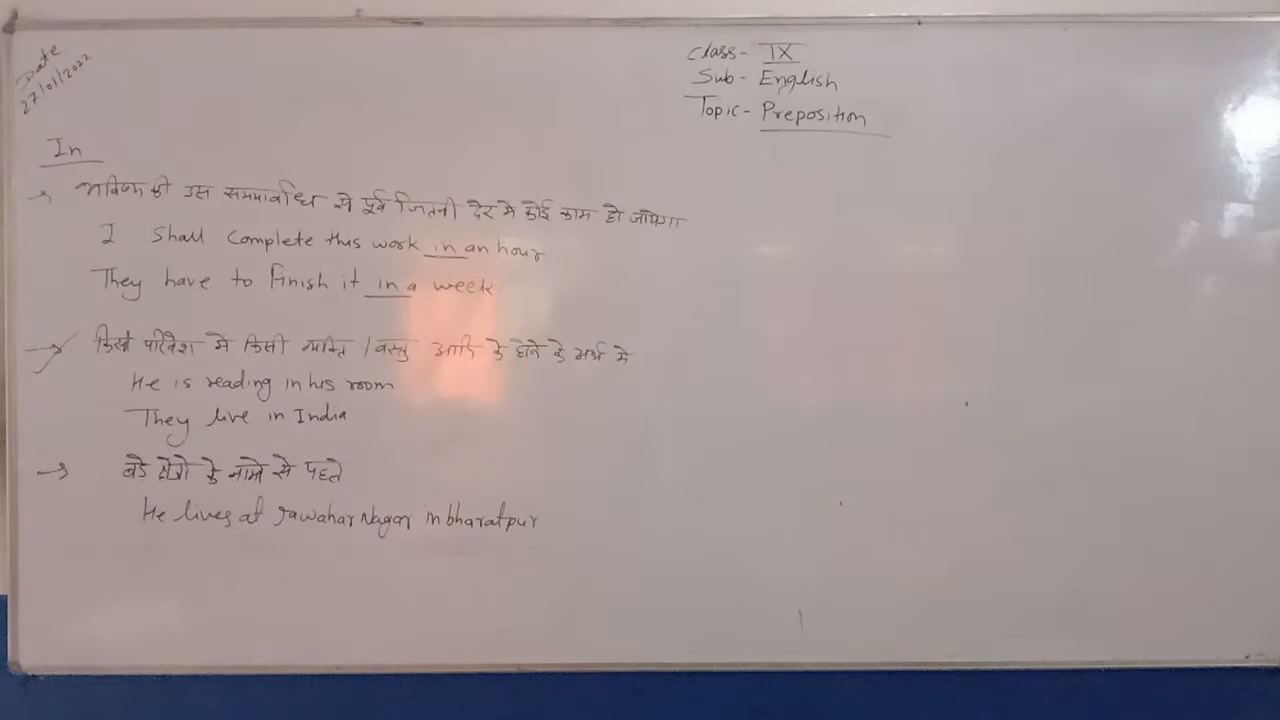 Date
27/01/2022
Class- IX
Sub- English
Topic- Preposition
In
→ भविष्य की उस समयावधि से पूर्व जितनी देर मे कोई काम हो जायेगा
I Shall Complete this work in an hour
They have to finish it in a week
→ किसी परिवेश मे किसी व्यक्ति / वस्तु आदि के होने के अर्थ मे
He is reading in his room
They live in India
→ बडे क्षेत्रो के नामो से पहले
He lives at Jawahar Nagar in bharatpur